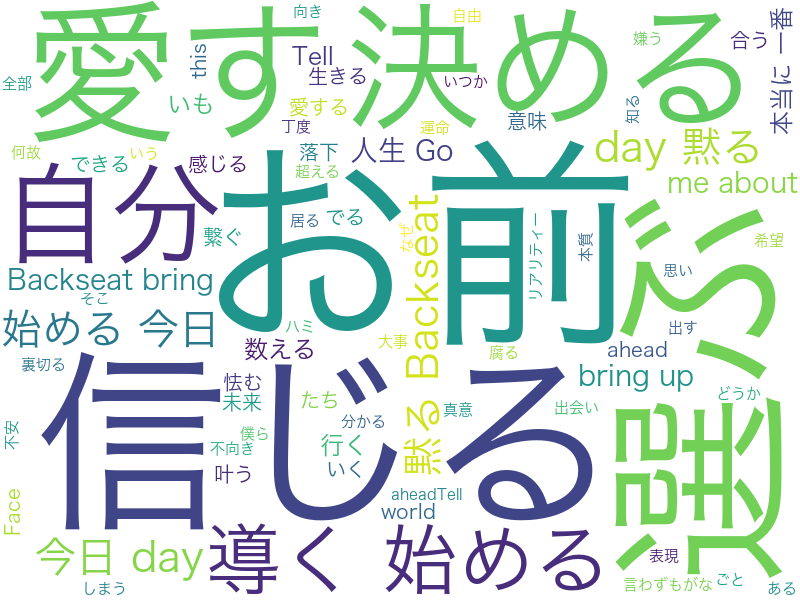 愛す 決める
全部
いも
this
Tell
生きる
向き
いつか
自由
嫌う
合う
本当に 一番
愛する
丁度
運命
意味
知る
何故
できる
いう
感じる
落下
人生 Go
day 黙る
超える
me about
自分
お前
選ぶ
繋ぐ
居る
でる
なぜ
リアリティー
本質
希望
Backseat bring
思い
そこ
始める 今日
ハミ
出す
数える
大事
黙る Backseat
腐る
ahead
裏切る
信じる
怯む
bring up
未来
たち
真意
出会い
どうか
分かる
不安
僕ら
不向き
行く
叶う
いく
Face
aheadTell
world
今日 day
導く 始める
表現
しまう
言わずもがな
ごと
ある